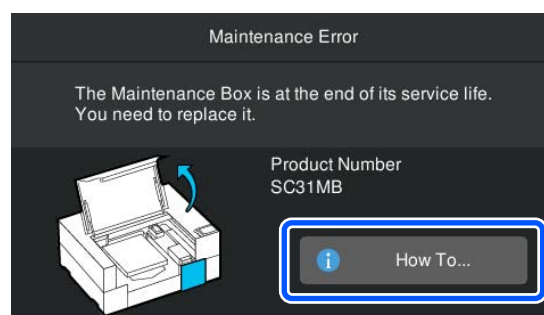 Maintenance Error
The Maintenance Box is at the end of its service life.
You need to replace it.
Product Number
SC31MB
How To...